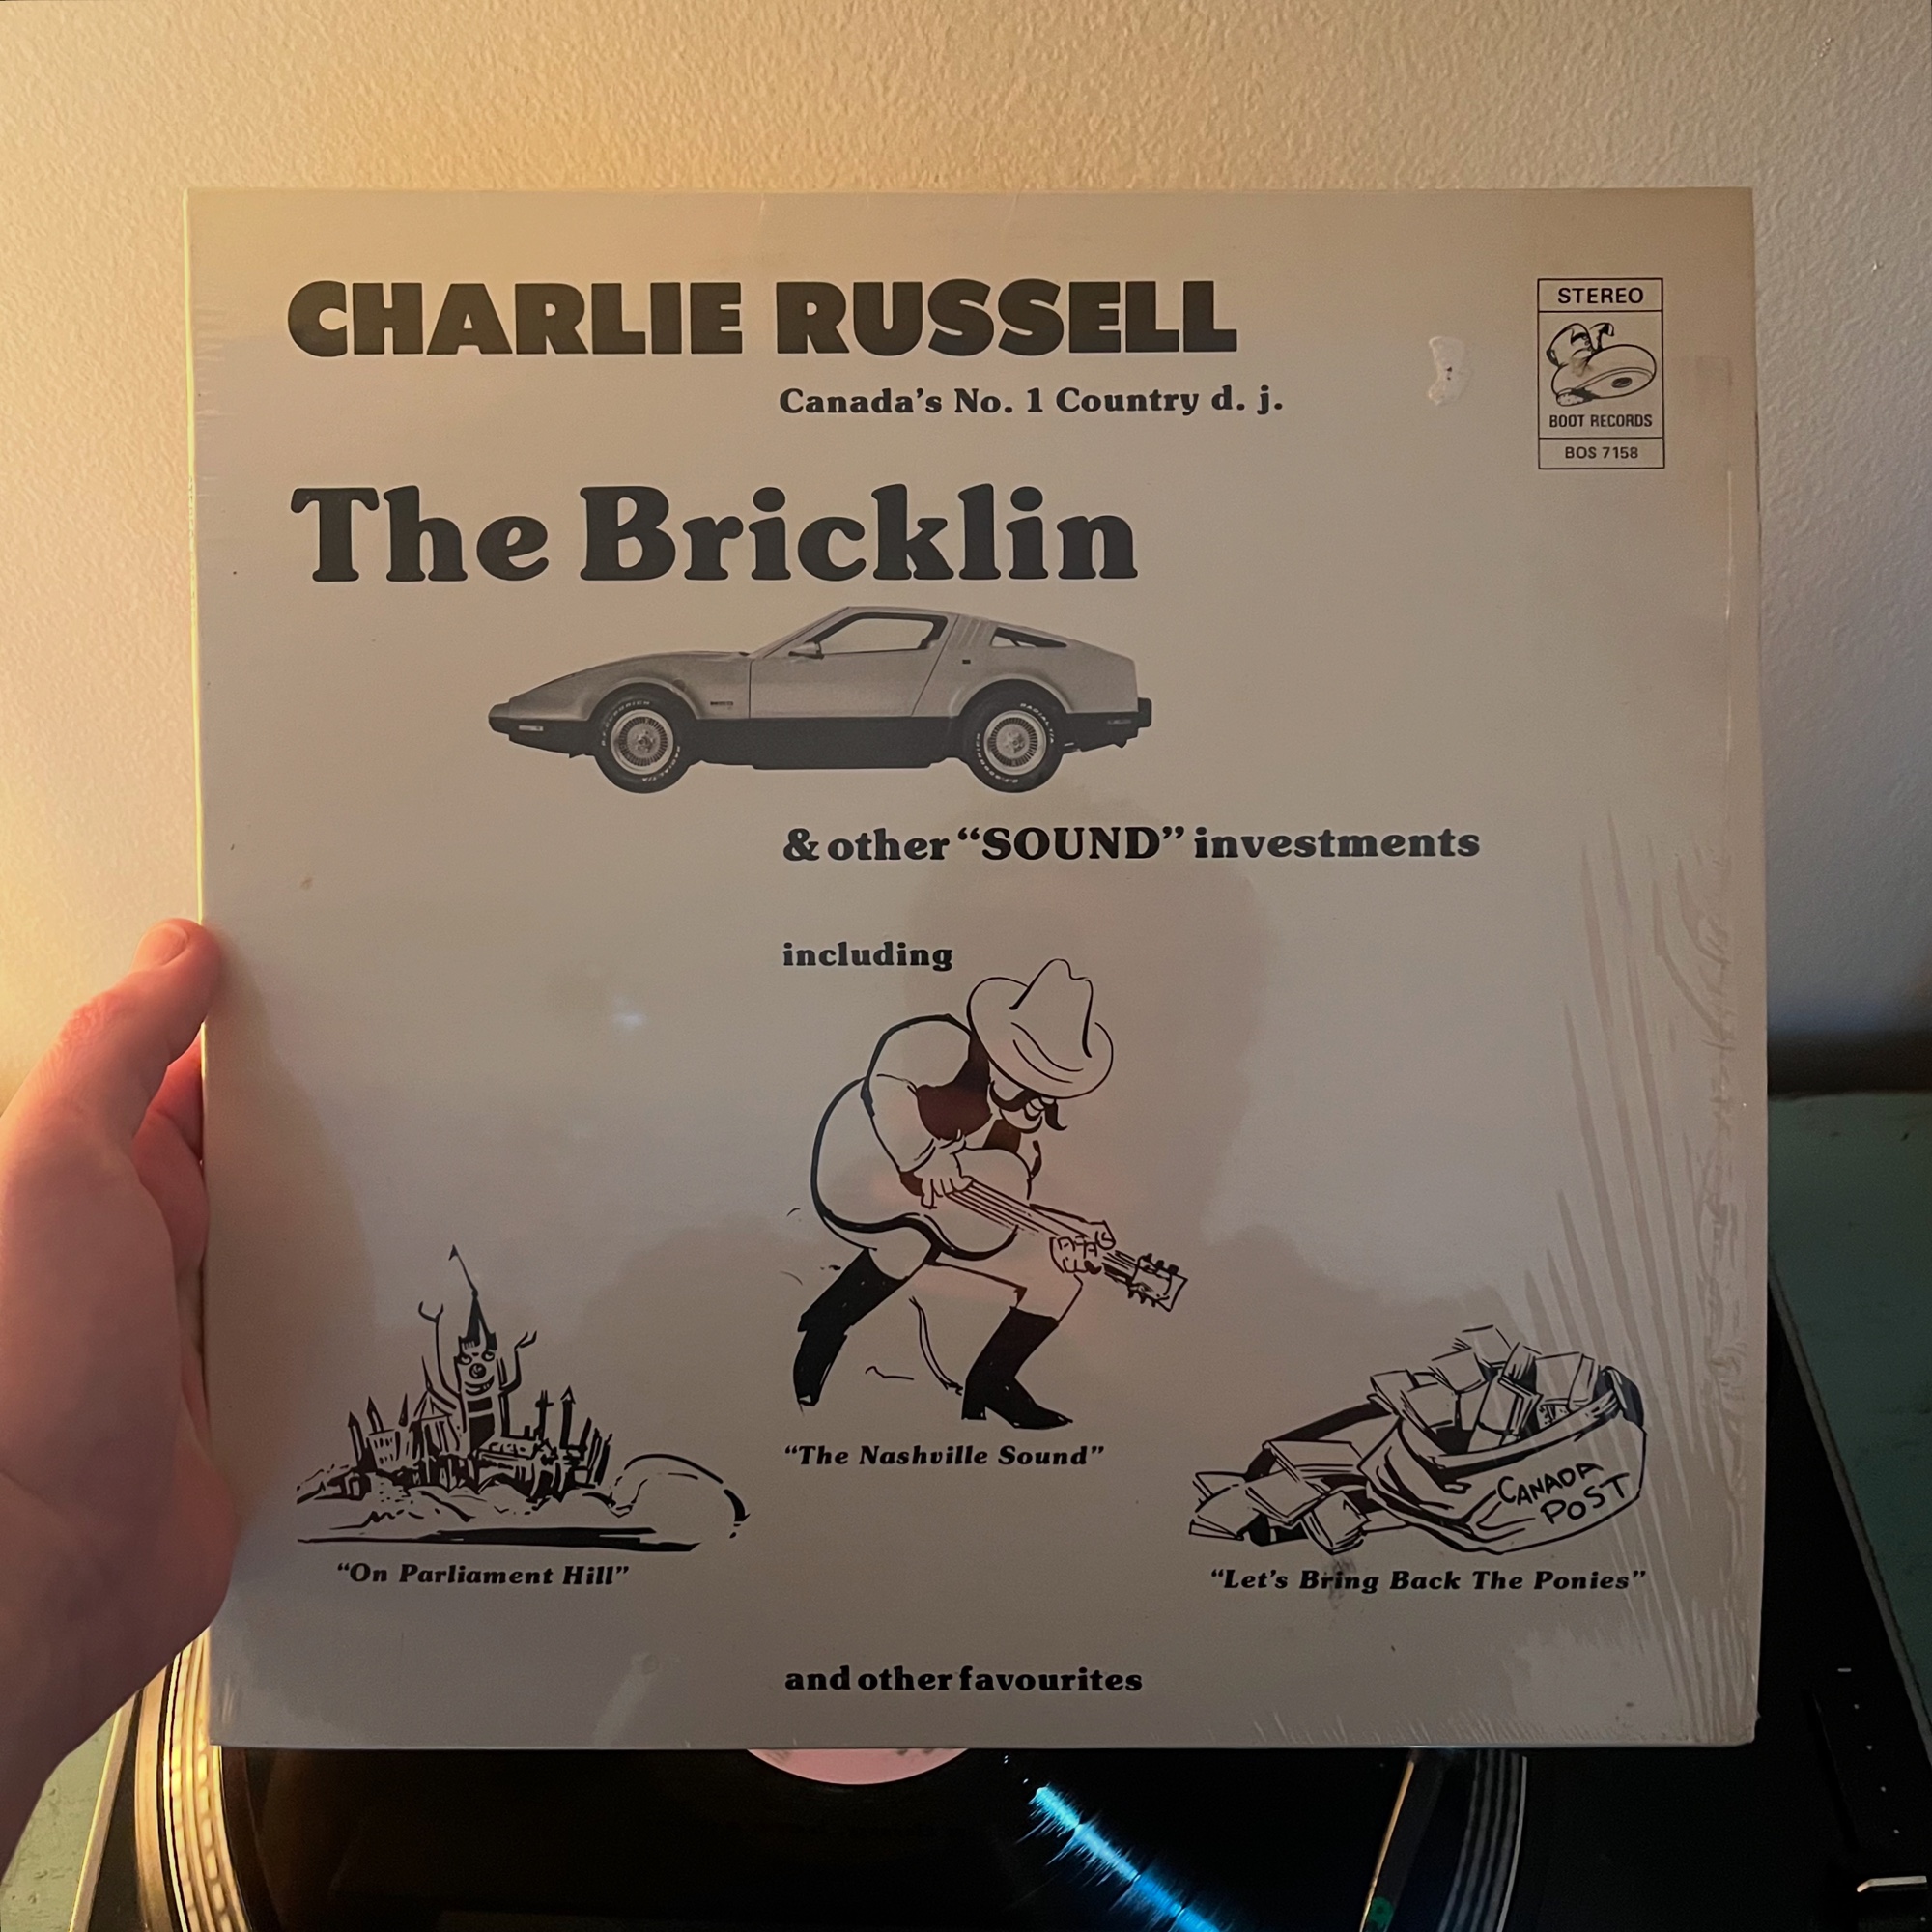 CHARLIE RUSSELL
Canada's No. 1 Country d. j.
STEREO
BOOT RECORDS
BOS 7158
The Bricklin
& other “SOUND” investments
including
“The Nashville Sound”
CANADA
POST
“On Parliament Hill”
“Let's Bring Back The Ponies”
and other favourites